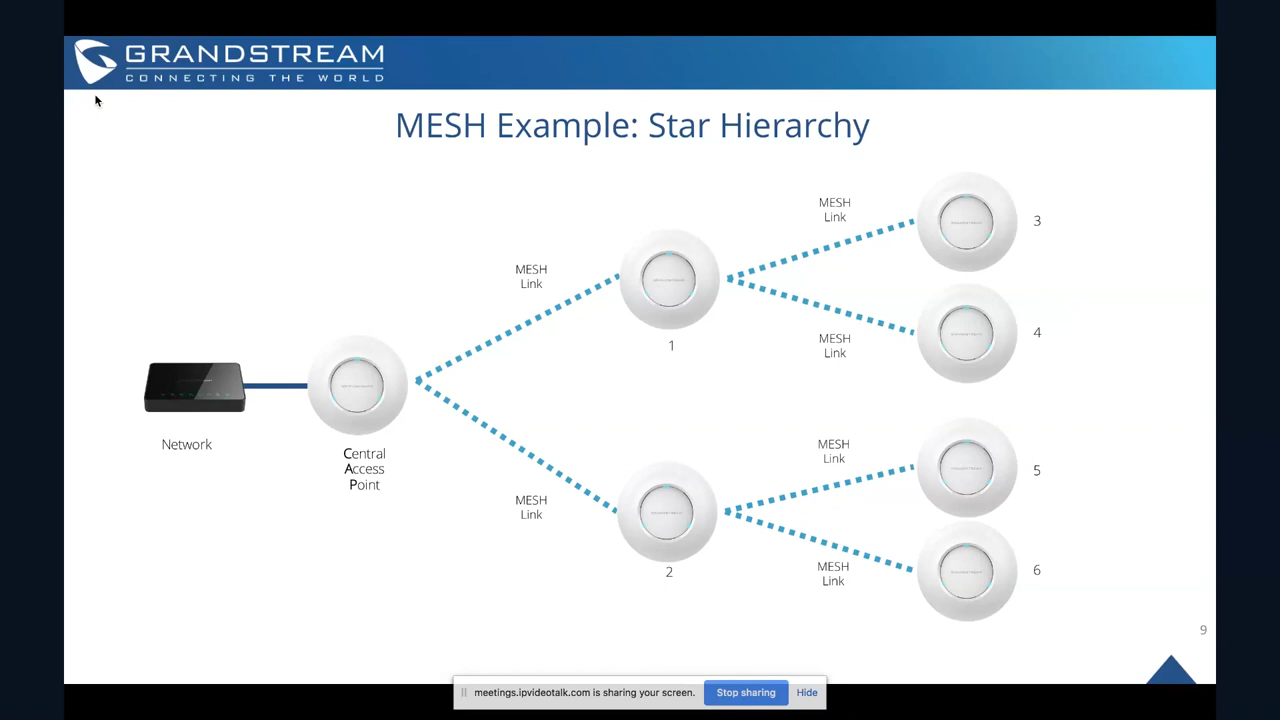 GRANDSTREAM
CONNECTING THE WORLD
MESH Example: Star Hierarchy
MESH
Link
3
MESH
Link
1
MESH
Link
4
Network
Central
Access
Point
MESH
Link
5
MESH
Link
2
MESH
Link
6
9
meetings.ipvideotalk.com is sharing your screen.
Stop sharing
Hide